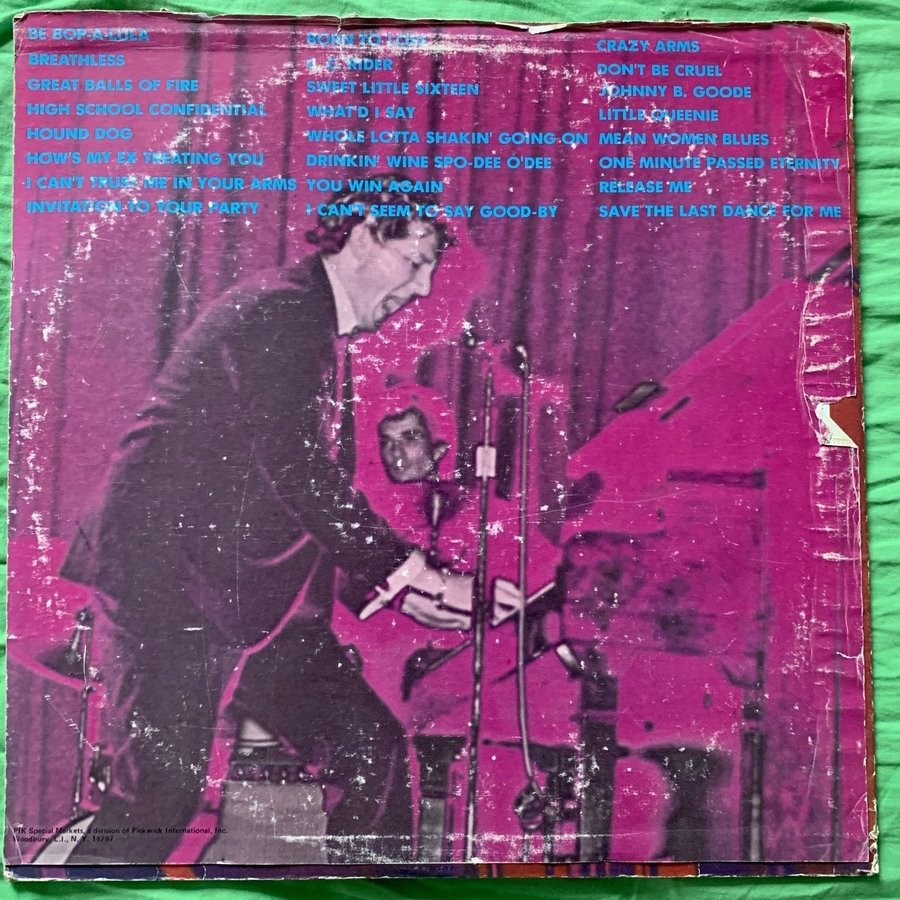 BE BOP-A-LULA
BREATHLESS
GREAT BALLS OF FIRE
HIGH SCHOOL CONFIDENTIAL
HOUND DOG
HOW'S MY EX TREATING YOU
I CAN'T TRUST ME IN YOUR ARMS
INVITATION TO YOUR PARTY
BORN TO LOSE
C. C. RIDER
SWEET LITTLE SIXTEEN
WHAT'D I SAY
WHOLE LOTTA SHAKIN' GOING ON
DRINKIN' WINE SPO-DEE O'DEE
YOU WIN AGAIN
I CAN'T SEEM TO SAY GOOD-BY
CRAZY ARMS
DON'T BE CRUEL
JOHNNY B. GOODE
LITTLE QUEENIE
MEAN WOMEN BLUES
ONE MINUTE PASSED ETERNITY
RELEASE ME
SAVE THE LAST DANCE FOR ME
PIK Special Markets, a division of Pickwick International, Inc.
Woodbury, L.I., N.Y. 11797